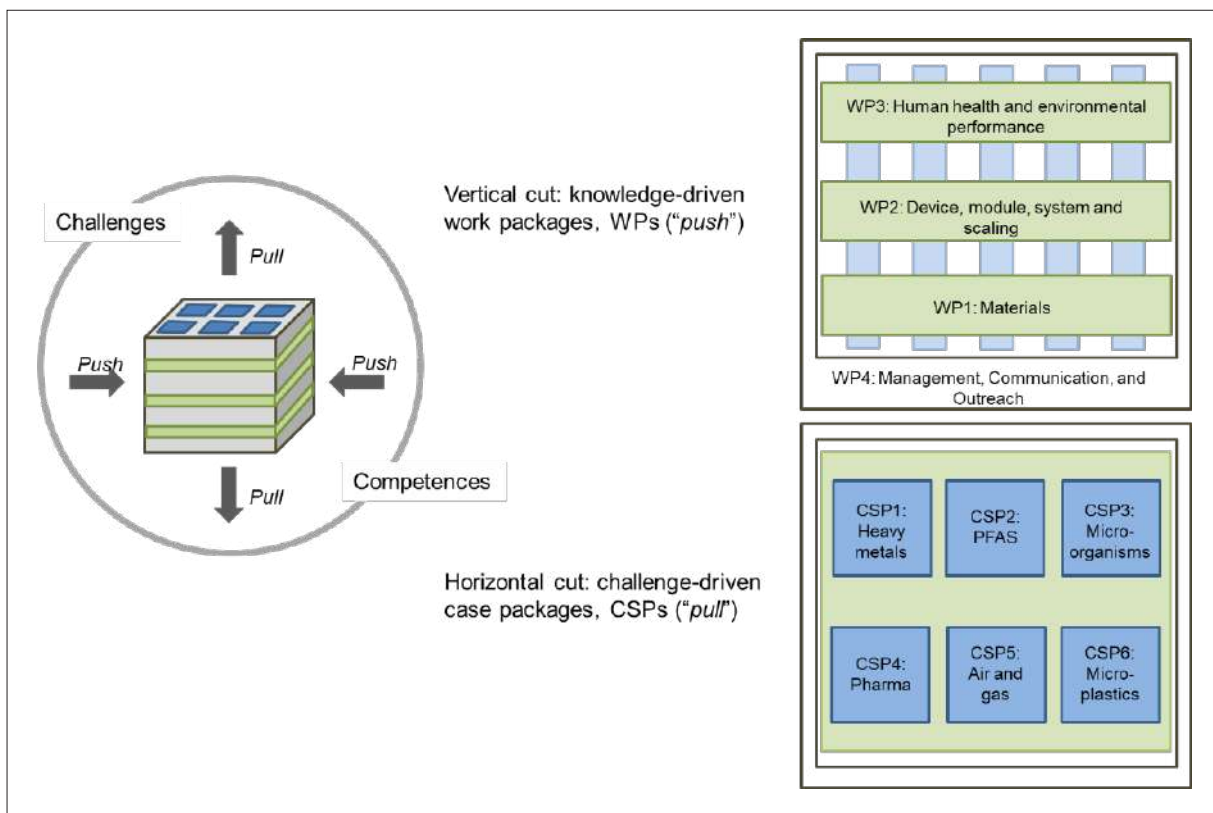 Challenges
Pull
Push
Push
Pull
Competences
Vertical cut: knowledge-driven
work packages, WPs (“push”)
Horizontal cut: challenge-driven
case packages, CSPs (“pull”)
WP3: Human health and environmental
performance
WP2: Device, module, system and
scaling
WP1: Materials
WP4: Management, Communication, and
Outreach
CSP1:
Heavy
metals
CSP2:
PFAS
CSP3:
Micro-
organisms
CSP4:
Pharma
CSP5:
Air and
gas
CSP6:
Micro-
plastics